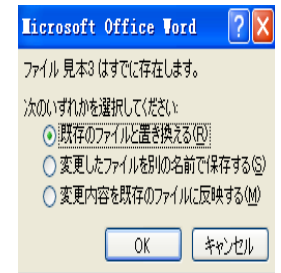 Microsoft Office Word
ファイル 見本3 はすでに存在します。
次のいずれかを選択してください:
既存のファイルと置き換える(R)
変更したファイルを別の名前で保存する(S)
変更内容を既存のファイルに反映する(M)
OK キャンセル